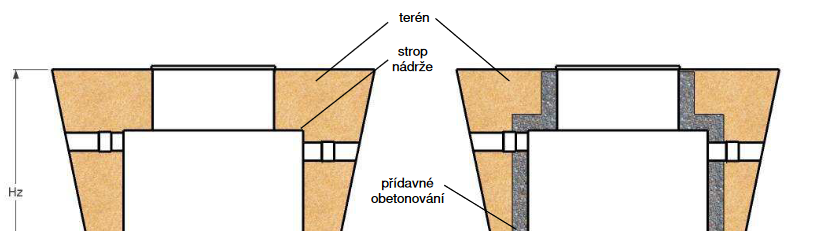 terén
strop
nádrže
Hz
přídavné
obetonování